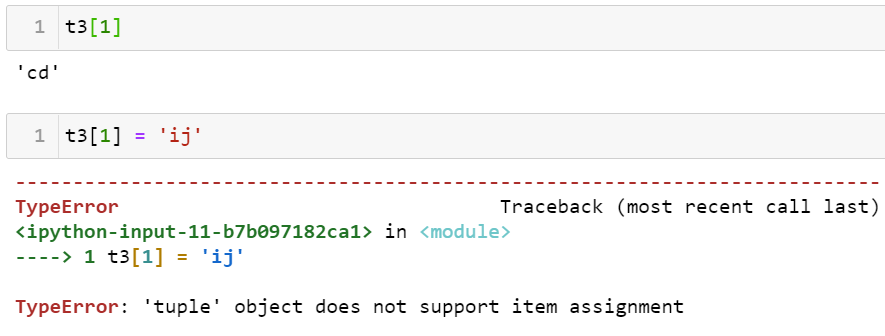 1 t3[1]
'cd'
1 t3[1] = 'ij'
---------------------------------------------------------------------------
TypeError                                 Traceback (most recent call last)
<ipython-input-11-b7b097182ca1> in <module>
----> 1 t3[1] = 'ij'
TypeError: 'tuple' object does not support item assignment